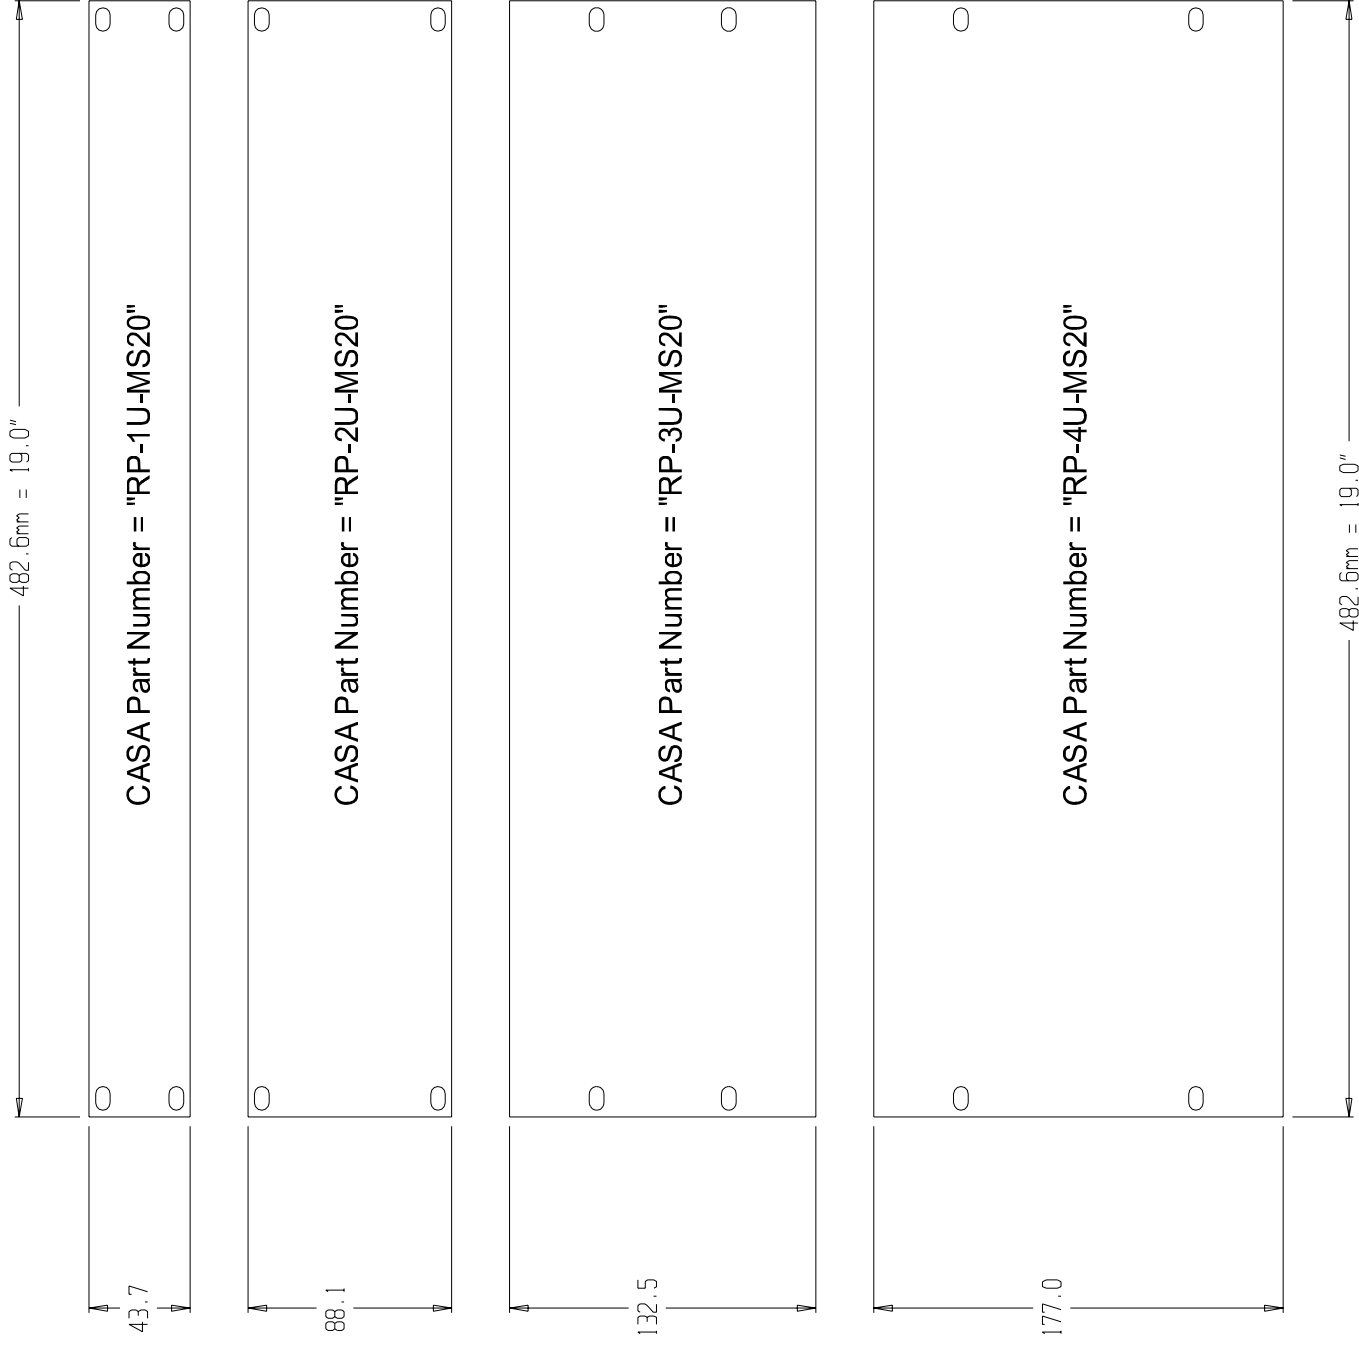 482.6mm = 19.0"
CASA Part Number = "RP-1U-MS20"
43.7
CASA Part Number = "RP-2U-MS20"
88.1
CASA Part Number = "RP-3U-MS20"
132.5
CASA Part Number = "RP-4U-MS20"
177.0
482.6mm = 19.0"